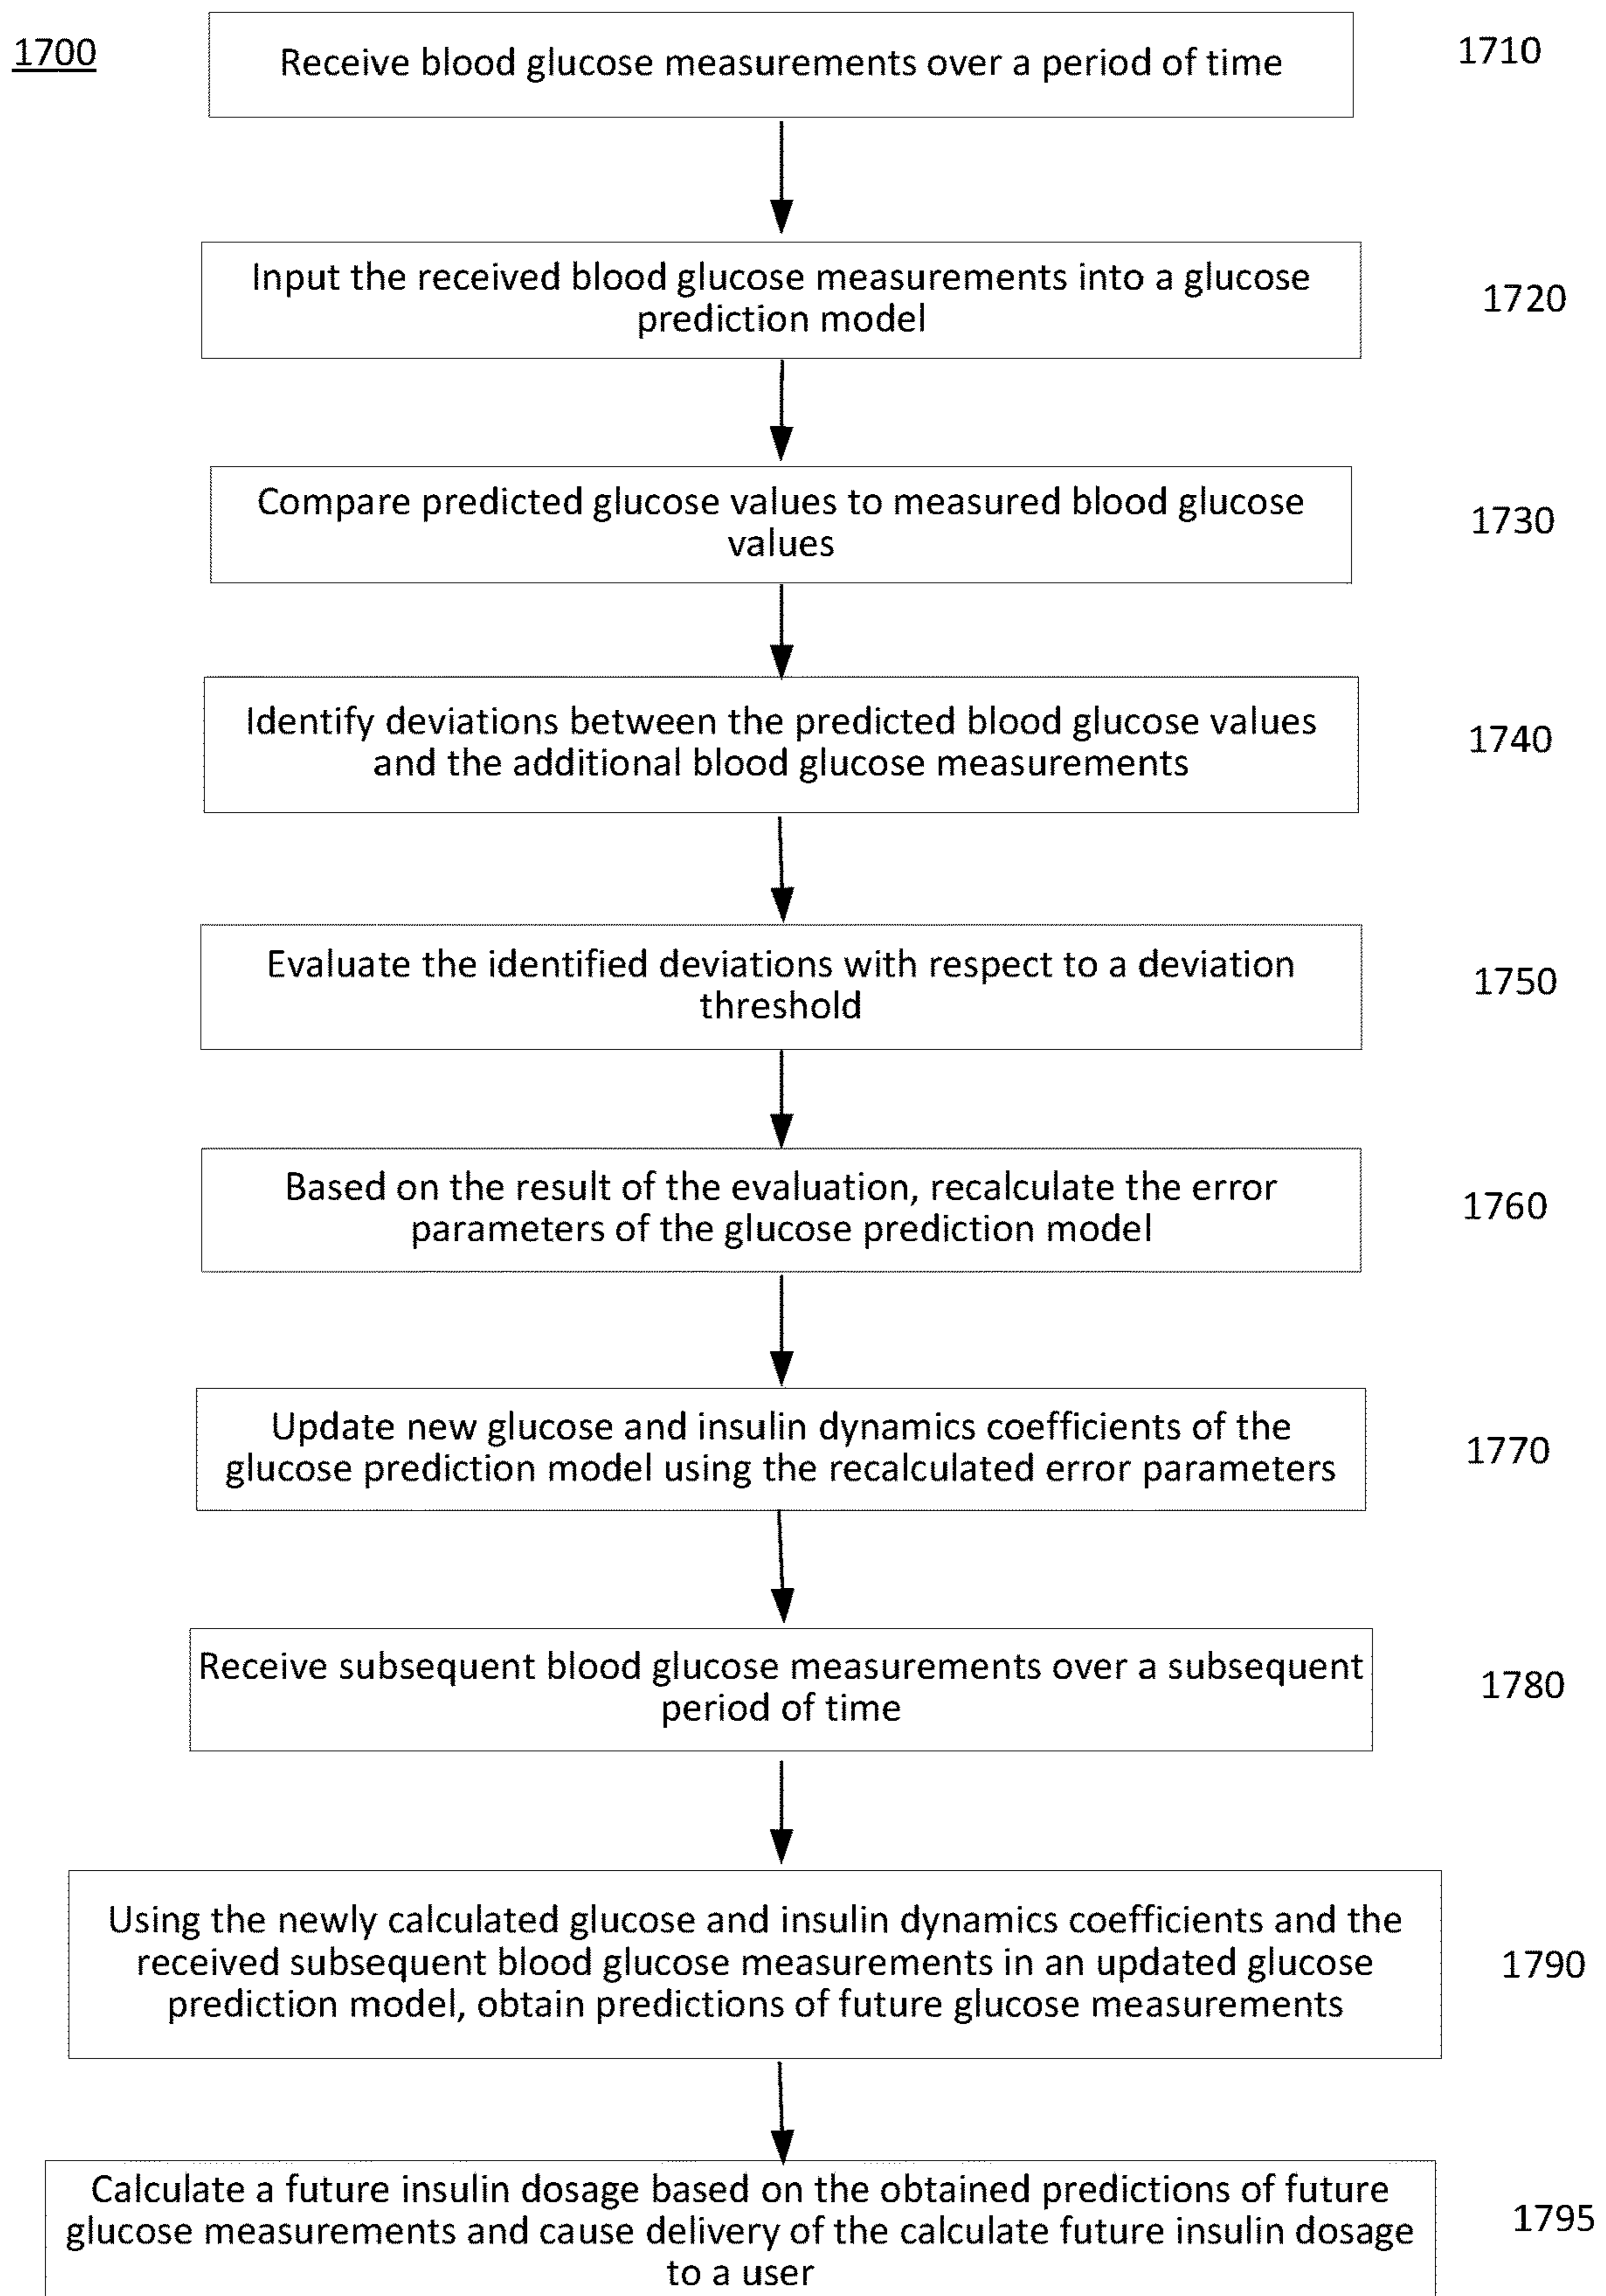 1700
Receive blood glucose measurements over a period of time
1710
Input the received blood glucose measurements into a glucose
prediction model
1720
Compare predicted glucose values to measured blood glucose
values
1730
Identify deviations between the predicted blood glucose values
and the additional blood glucose measurements
1740
Evaluate the identified deviations with respect to a deviation
threshold
1750
Based on the result of the evaluation, recalculate the error
parameters of the glucose prediction model
1760
Update new glucose and insulin dynamics coefficients of the
glucose prediction model using the recalculated error parameters
1770
Receive subsequent blood glucose measurements over a subsequent
period of time
1780
Using the newly calculated glucose and insulin dynamics coefficients and the
received subsequent blood glucose measurements in an updated glucose
prediction model, obtain predictions of future glucose measurements
1790
Calculate a future insulin dosage based on the obtained predictions of future
glucose measurements and cause delivery of the calculate future insulin dosage
to a user
1795